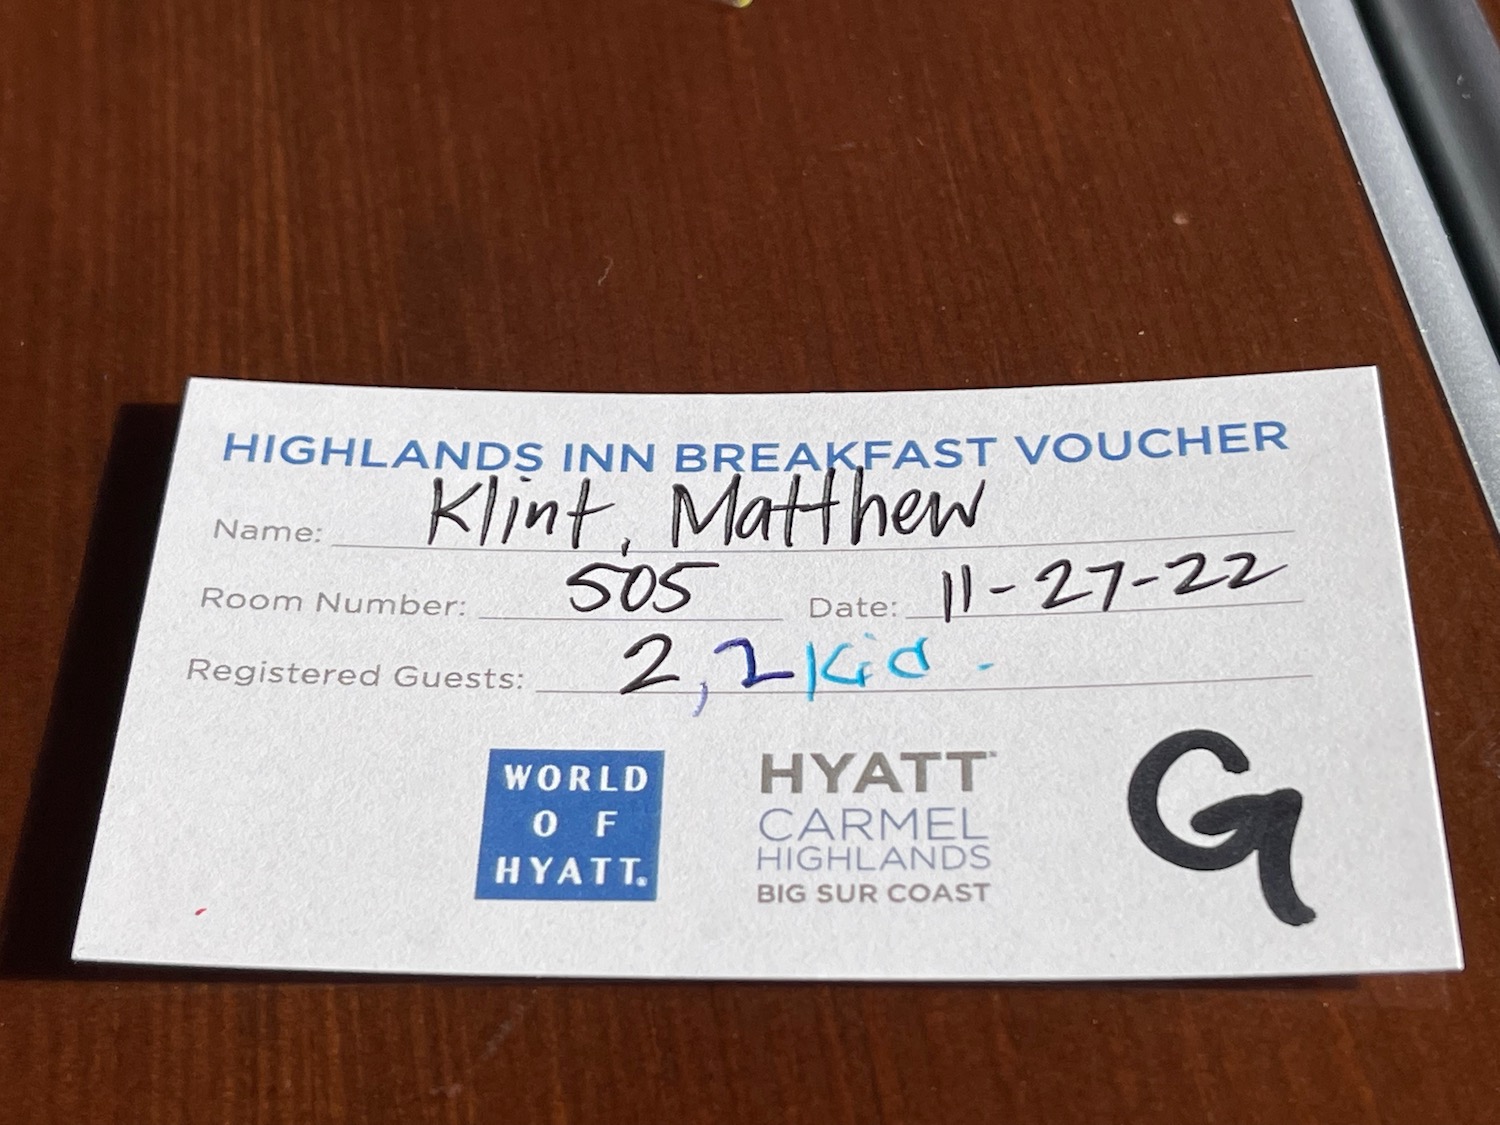 HIGHLANDS INN BREAKFAST VOUCHER
Name: Klint, Matthew
Room Number: 505 Date: 11-27-22
Registered Guests: 2, 2 Kid -
WORLD
OF
HYATT.
HYATT
CARMEL
HIGHLANDS
BIG SUR COAST
G